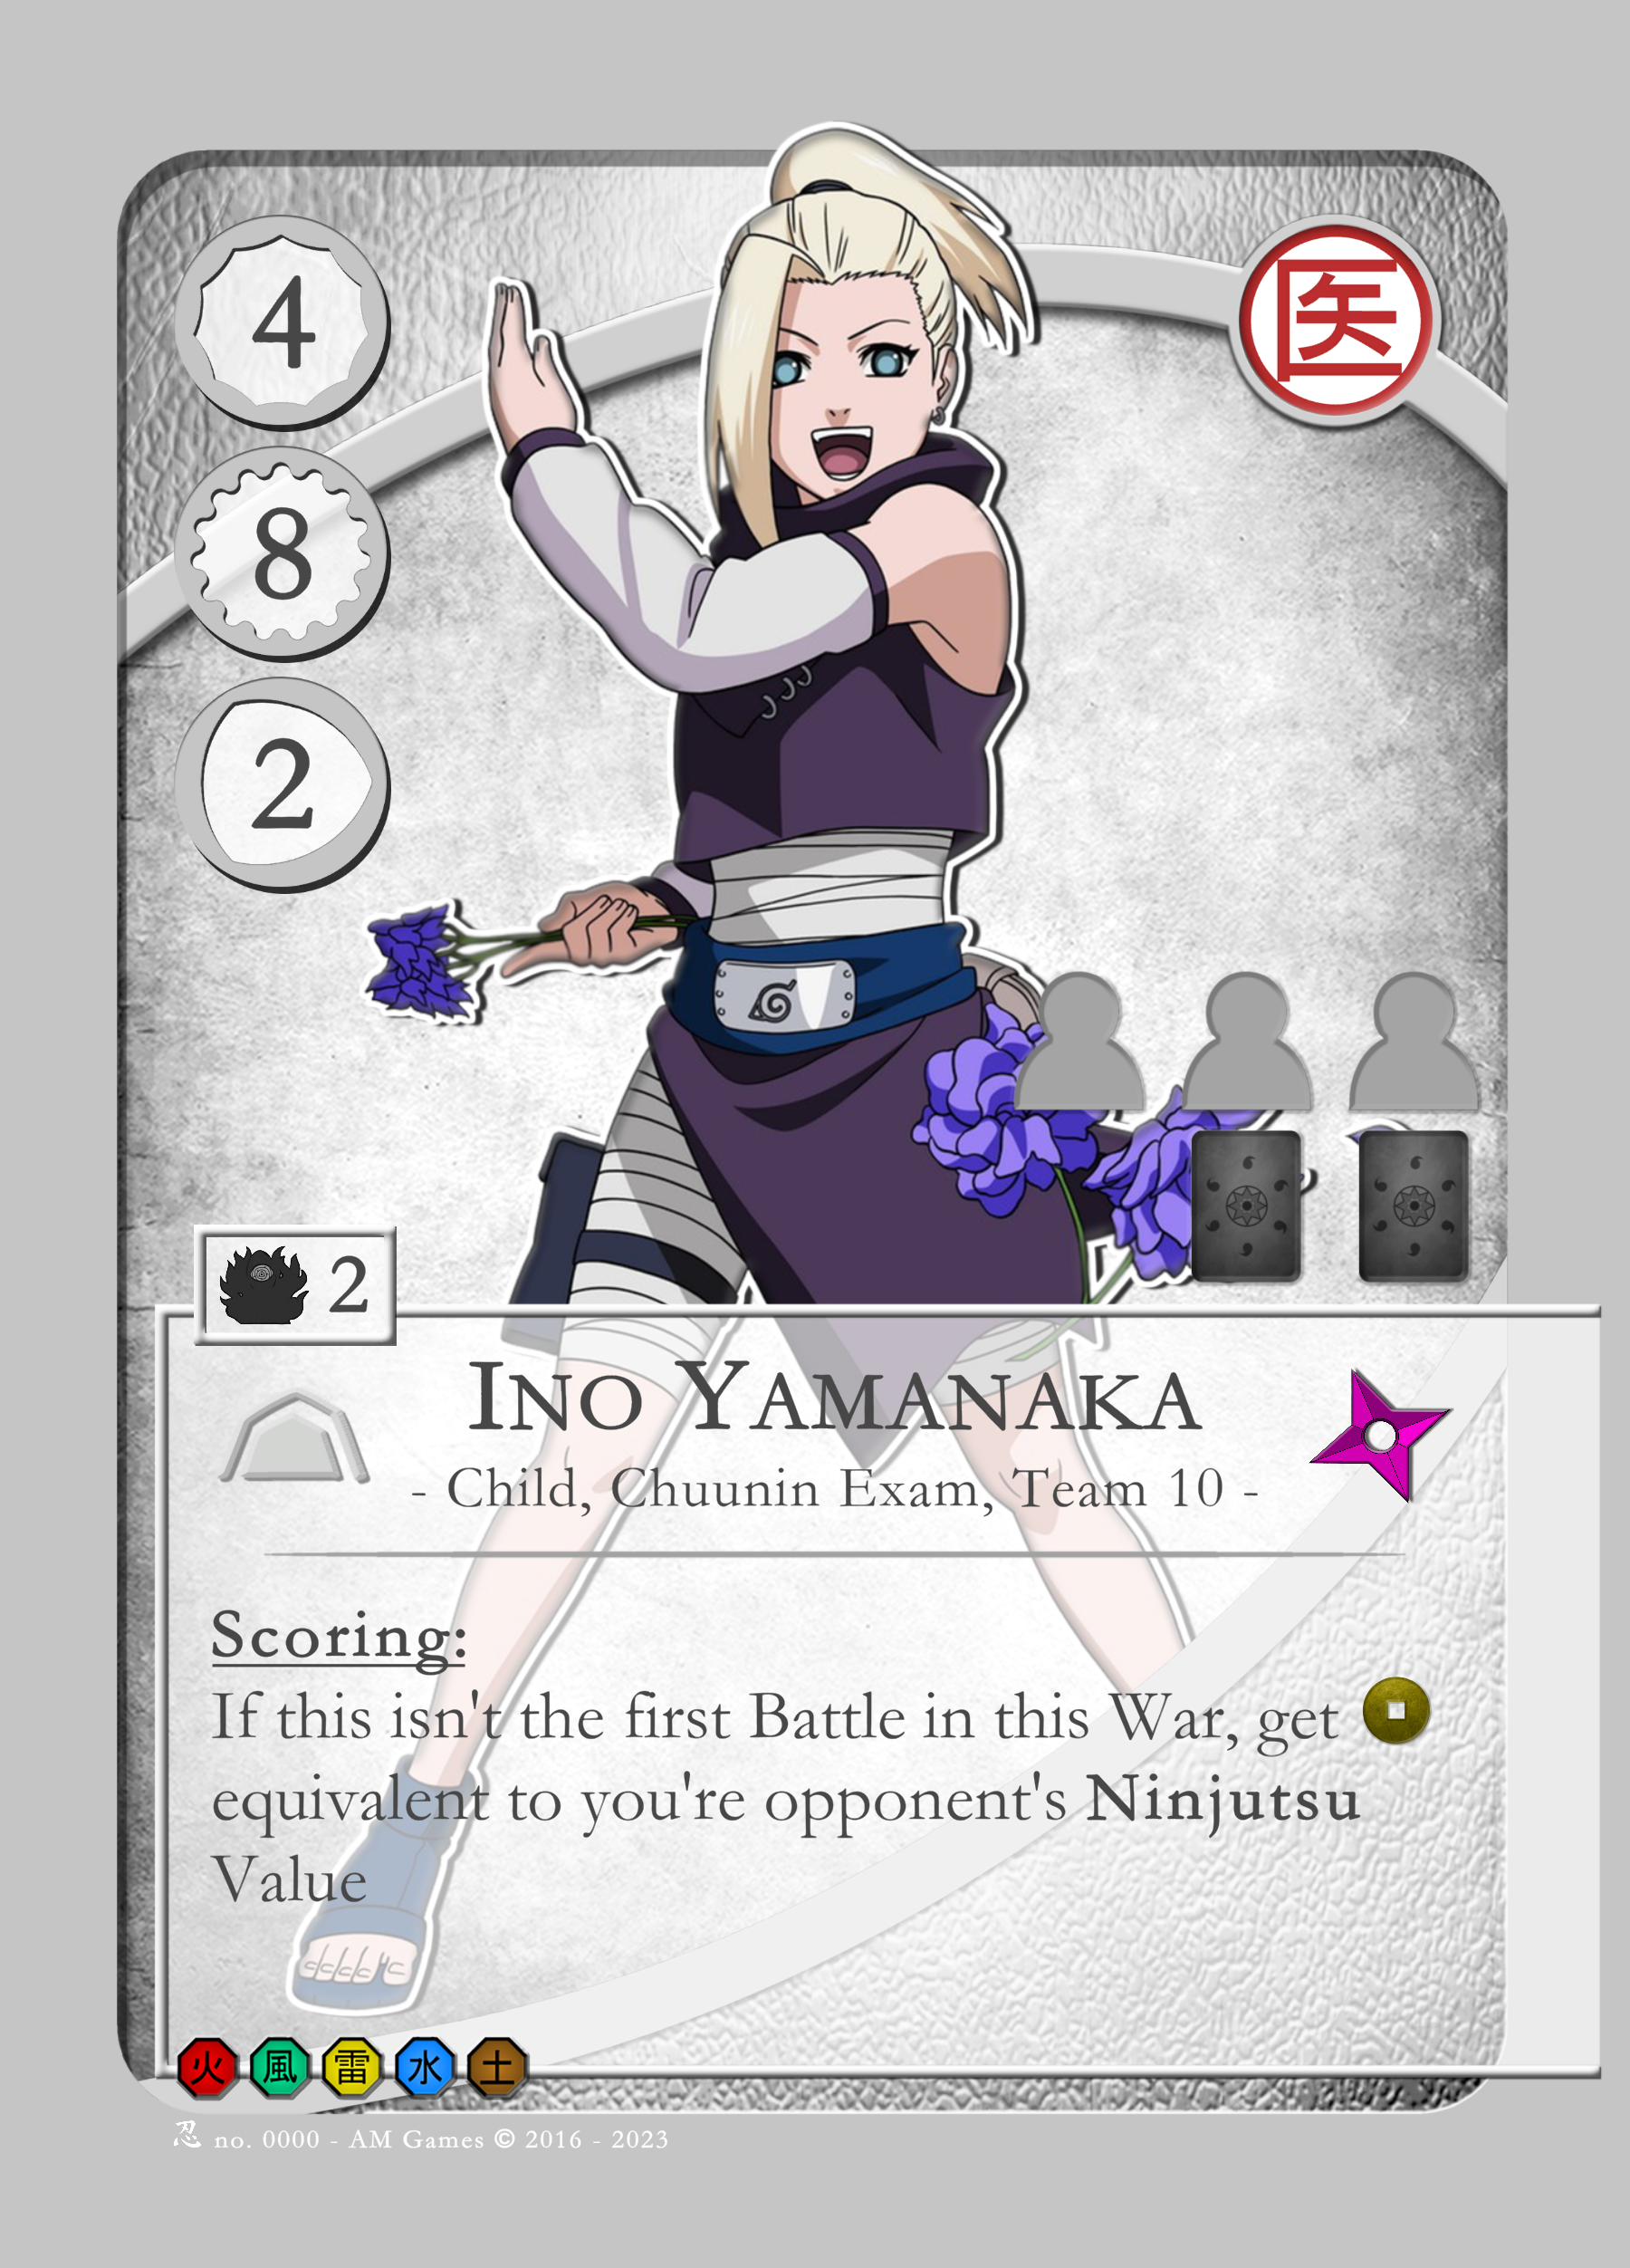 4
医
8
2
2
Ino Yamanaka
- Child, Chuunin Exam, Team 10 -
Scoring:
If this isn't the first Battle in this War, get
equivalent to you're opponent's Ninjutsu
Value
火 風 雷 水 土
忍 no. 0000 - AM Games © 2016 - 2023